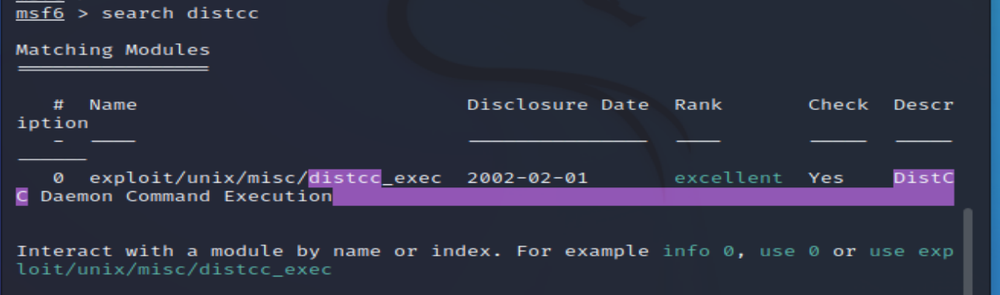 msf6 > search distcc
Matching Modules
================
# Name Disclosure Date Rank Check Descr
iption
- ---- --------------- ---- ----- -----
------
0 exploit/unix/misc/distcc_exec 2002-02-01 excellent Yes DistC
C Daemon Command Execution
Interact with a module by name or index. For example info 0, use 0 or use exp
loit/unix/misc/distcc_exec